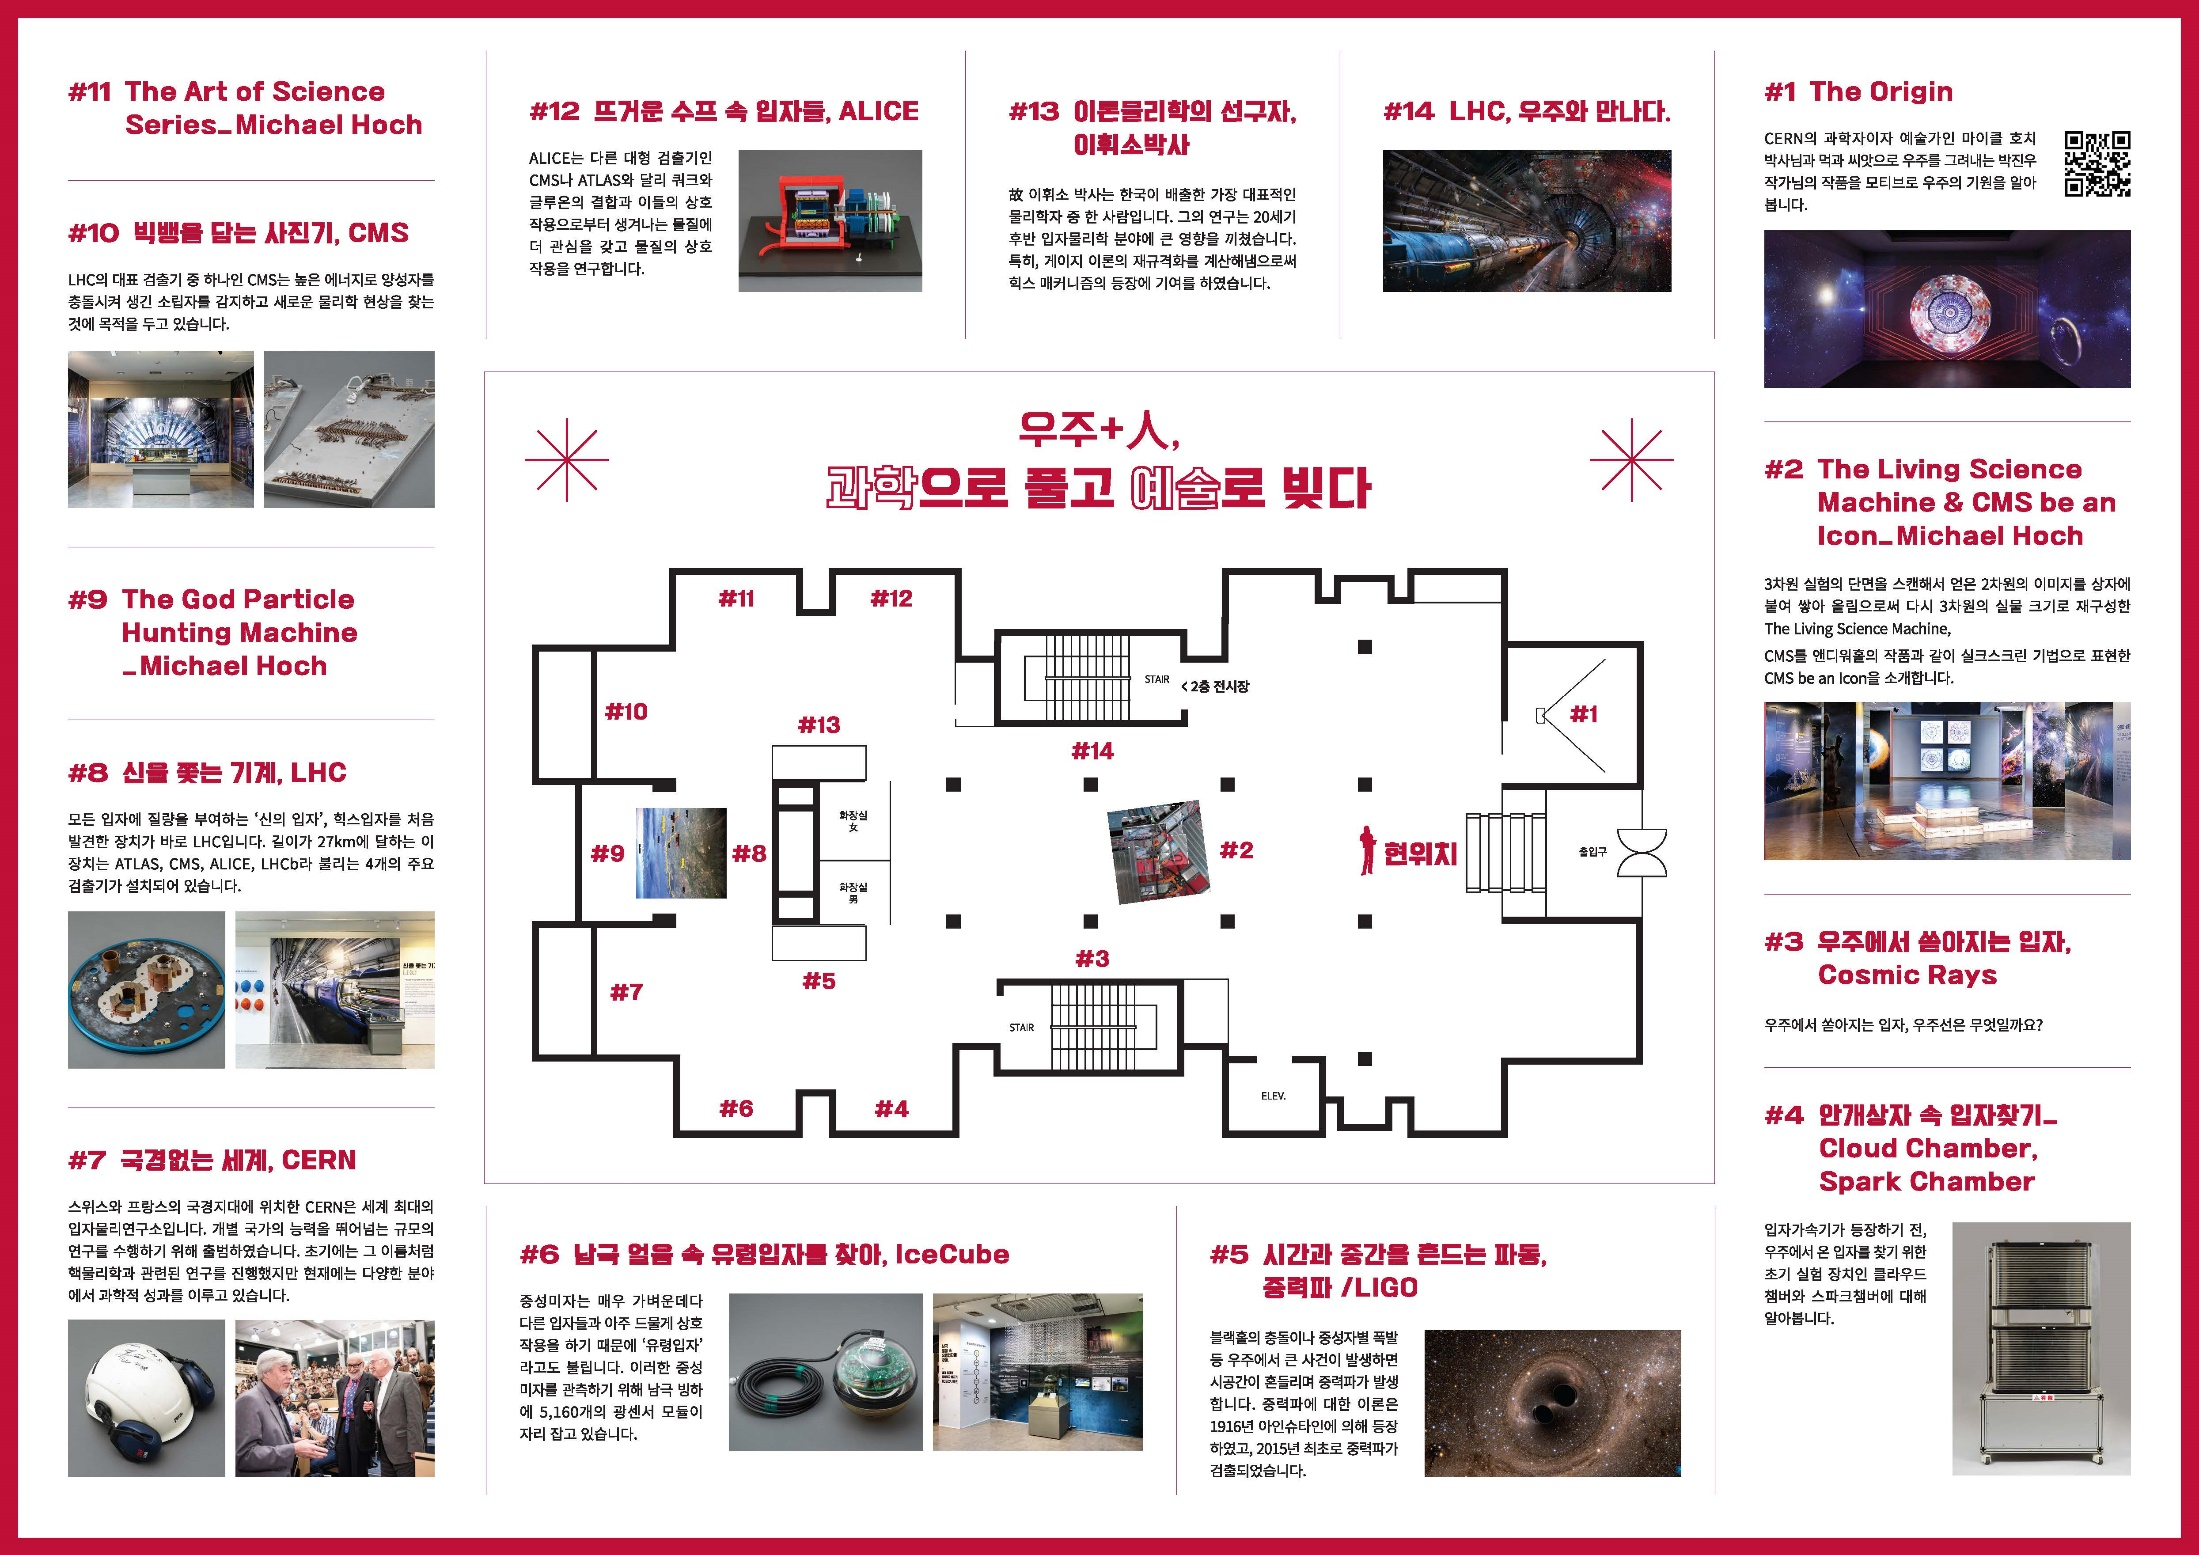 #11 The Art of Science
Series_Michael Hoch
#10 빅뱅을 담는 사진기, CMS
LHC의 대표 검출기 중 하나인 CMS는 높은 에너지로 양성자를
충돌시켜 생긴 소립자를 감지하고 새로운 물리학 현상을 찾는
것에 목적을 두고 있습니다.
#9 The God Particle
Hunting Machine
_Michael Hoch
#8 신을 쫓는 기계, LHC
모든 입자에 질량을 부여하는 ‘신의 입자’, 힉스입자를 처음
발견한 장치가 바로 LHC입니다. 길이가 27km에 달하는 이
장치는 ATLAS, CMS, ALICE, LHCb라 불리는 4개의 주요
검출기가 설치되어 있습니다.
#7 국경없는 세계, CERN
스위스와 프랑스의 국경지대에 위치한 CERN은 세계 최대의
입자물리연구소입니다. 개별 국가의 능력을 뛰어넘는 규모의
연구를 수행하기 위해 출범하였습니다. 초기에는 그 이름처럼
핵물리학과 관련된 연구를 진행했지만 현재에는 다양한 분야
에서 과학적 성과를 이루고 있습니다.
#12 뜨거운 수프 속 입자들, ALICE
ALICE는 다른 대형 검출기인
CMS나 ATLAS와 달리 쿼크와
글루온의 결합과 이들의 상호
작용으로부터 생겨나는 물질에
더 관심을 갖고 물질의 상호
작용을 연구합니다.
#13 이론물리학의 선구자,
이휘소박사
故 이휘소 박사는 한국이 배출한 가장 대표적인
물리학자 중 한 사람입니다. 그의 연구는 20세기
후반 입자물리학 분야에 큰 영향을 끼쳤습니다.
특히, 게이지 이론의 재규격화를 계산해냄으로써
힉스 매커니즘의 등장에 기여를 하였습니다.
#14 LHC, 우주와 만나다.
우주+人,
과학으로 풀고 예술로 빚다
#11
#12
#10
#13
STAIR
< 2층 전시장
#1
#14
화장실
女
#9
#8
#2
현위치
출입구
화장실
男
#3
#5
#7
STAIR
ELEV.
#6
#4
#6 남극 얼음 속 유령입자를 찾아, IceCube
중성미자는 매우 가벼운데다
다른 입자들과 아주 드물게 상호
작용을 하기 때문에 ‘유령입자’
라고도 불립니다. 이러한 중성
미자를 관측하기 위해 남극 빙하
에 5,160개의 광센서 모듈이
자리 잡고 있습니다.
#5 시간과 중간을 흔드는 파동,
중력파 /LIGO
블랙홀의 충돌이나 중성자별 폭발
등 우주에서 큰 사건이 발생하면
시공간이 흔들리며 중력파가 발생
합니다. 중력파에 대한 이론은
1916년 아인슈타인에 의해 등장
하였고, 2015년 최초로 중력파가
검출되었습니다.
#1 The Origin
CERN의 과학자이자 예술가인 마이클 호치
박사님과 먹과 씨앗으로 우주를 그려내는 박진우
작가님의 작품을 모티브로 우주의 기원을 알아
봅니다.
#2 The Living Science
Machine & CMS be an
Icon_Michael Hoch
3차원 실험의 단면을 스캔해서 얻은 2차원의 이미지를 상자에
붙여 쌓아 올림으로써 다시 3차원의 실물 크기로 재구성한
The Living Science Machine,
CMS를 앤디워홀의 작품과 같이 실크스크린 기법으로 표현한
CMS be an Icon을 소개합니다.
#3 우주에서 쏟아지는 입자,
Cosmic Rays
우주에서 쏟아지는 입자, 우주선은 무엇일까요?
#4 안개상자 속 입자찾기_
Cloud Chamber,
Spark Chamber
입자가속기가 등장하기 전,
우주에서 온 입자를 찾기 위한
초기 실험 장치인 클라우드
챔버와 스파크챔버에 대해
알아봅니다.